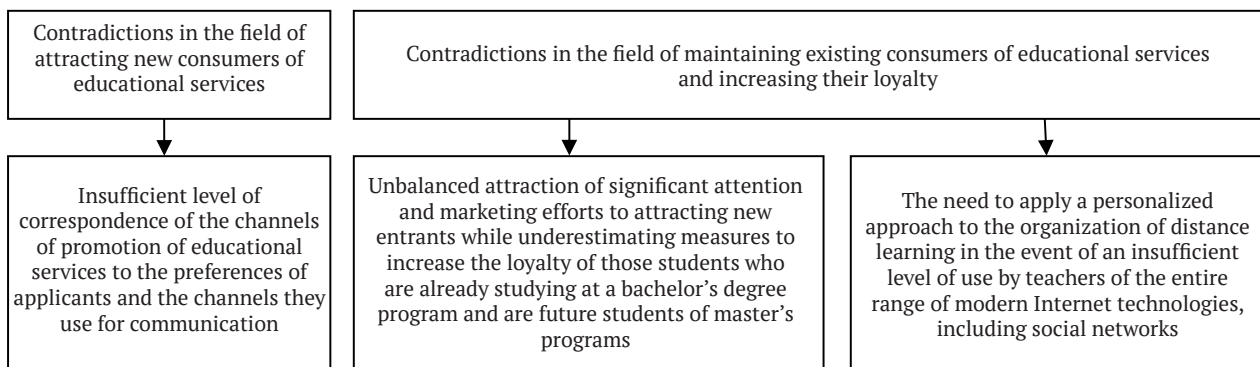 Contradictions in the field of
attracting new consumers of
educational services
Contradictions in the field of maintaining existing consumers of educational services
and increasing their loyalty
Insufficient level of
correspondence of the channels
of promotion of educational
services to the preferences of
applicants and the channels they
use for communication
Unbalanced attraction of significant attention
and marketing efforts to attracting new
entrants while underestimating measures to
increase the loyalty of those students who
are already studying at a bachelor’s degree
program and are future students of master’s
programs
The need to apply a personalized
approach to the organization of distance
learning in the event of an insufficient
level of use by teachers of the entire
range of modern Internet technologies,
including social networks